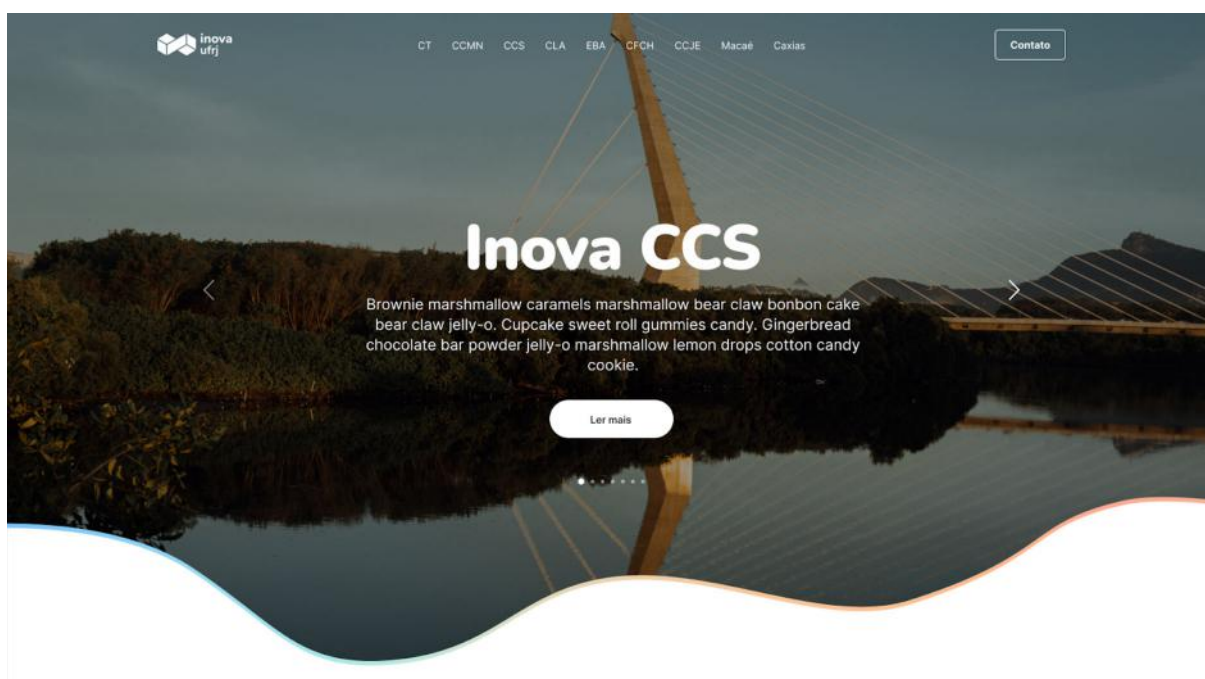 inova
ufrj
CT CCMN CCS CLA EBA CFCH CCJE Macaé Caxias
Contato
Inova CCS
Brownie marshmallow caramels marshmallow bear claw bonbon cake
bear claw jelly-o. Cupcake sweet roll gummies candy. Gingerbread
chocolate bar powder jelly-o marshmallow lemon drops cotton candy
cookie.
Ler mais